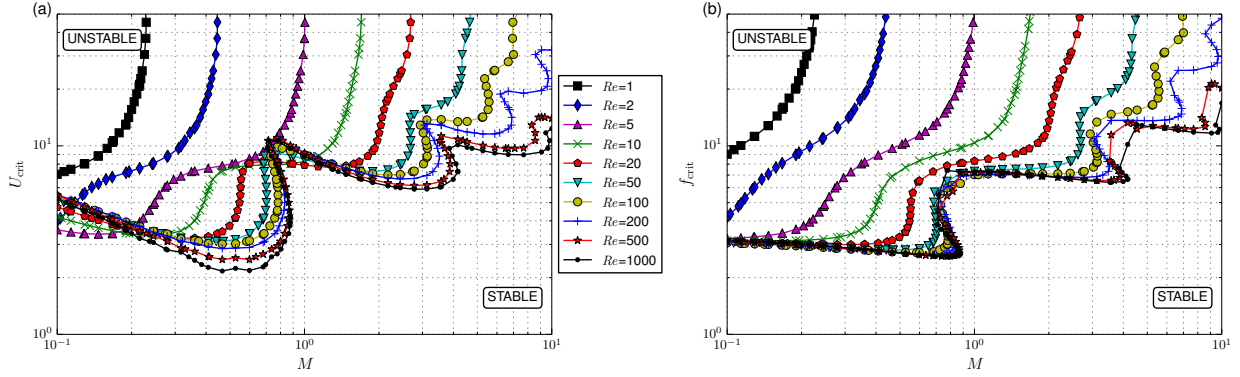 (a)
UNSTABLE
STABLE
U_crit
10^1
10^0
10^-1
10^0
10^1
M
Re=1
Re=2
Re=5
Re=10
Re=20
Re=50
Re=100
Re=200
Re=500
Re=1000
(b)
UNSTABLE
STABLE
f_crit
10^1
10^0
10^-1
10^0
10^1
M